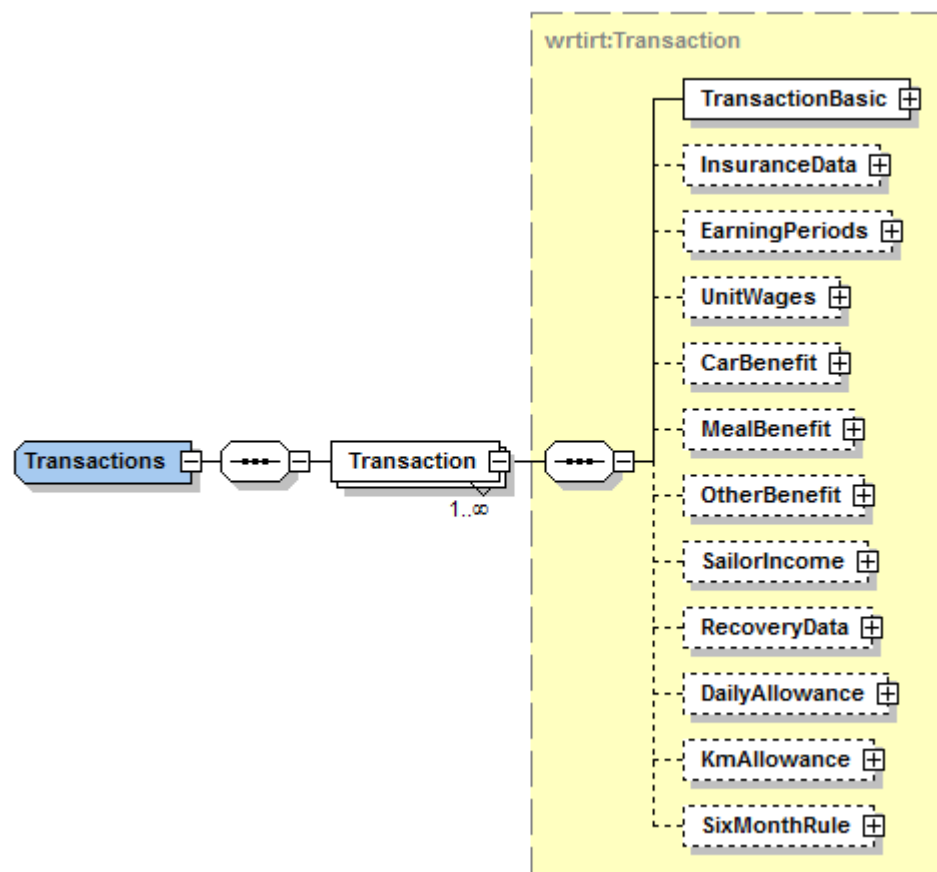 wrtirt:Transaction
TransactionBasic
InsuranceData
EarningPeriods
UnitWages
CarBenefit
MealBenefit
Transactions
Transaction
1..∞
OtherBenefit
SailorIncome
RecoveryData
DailyAllowance
KmAllowance
SixMonthRule